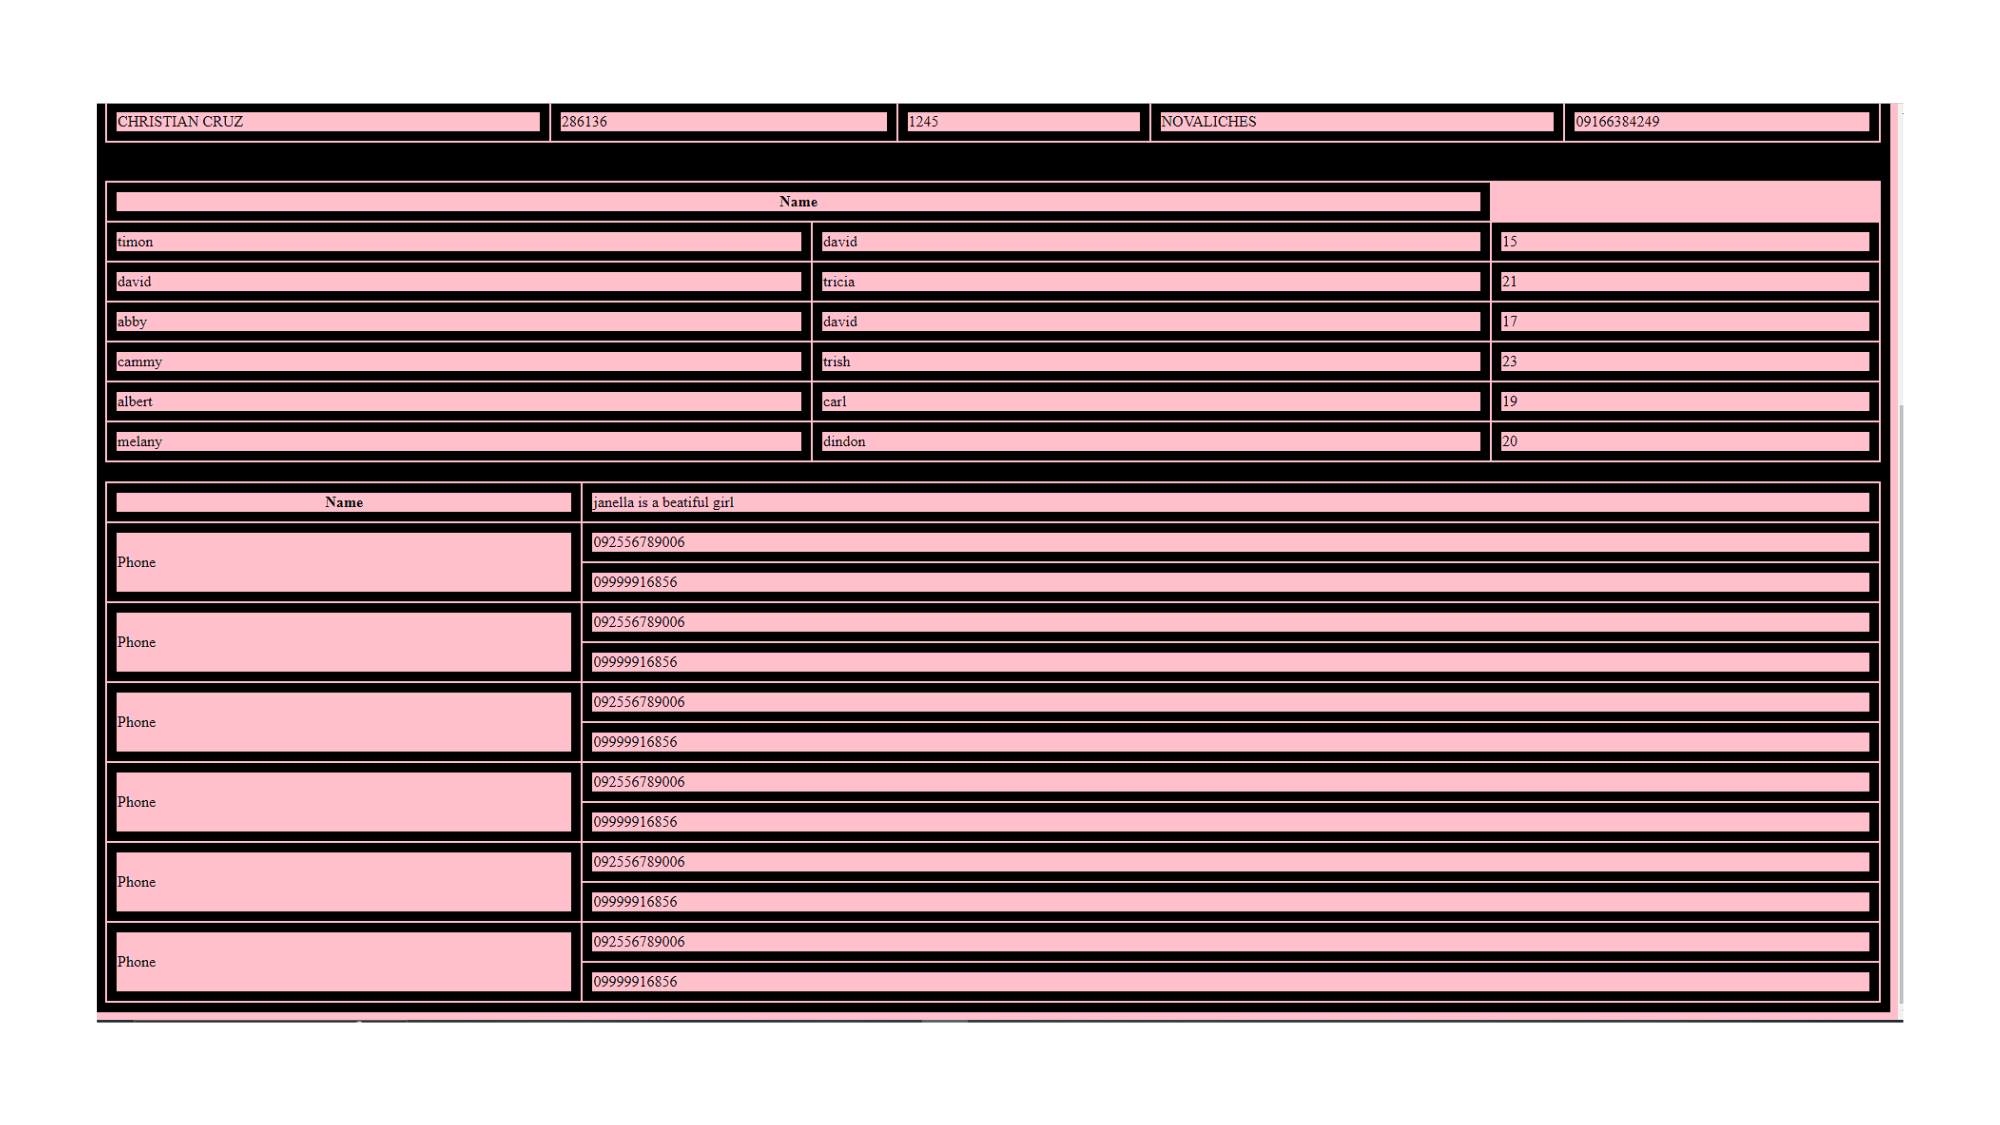 CHRISTIAN CRUZ 286136 1245 NOVALICHES 09166384249
Name
timon david 15
david tricia 21
abby david 17
cammy trish 23
albert carl 19
melany dindon 20
Name janella is a beatiful girl
Phone 092556789006
09999916856
Phone 092556789006
09999916856
Phone 092556789006
09999916856
Phone 092556789006
09999916856
Phone 092556789006
09999916856
Phone 092556789006
09999916856